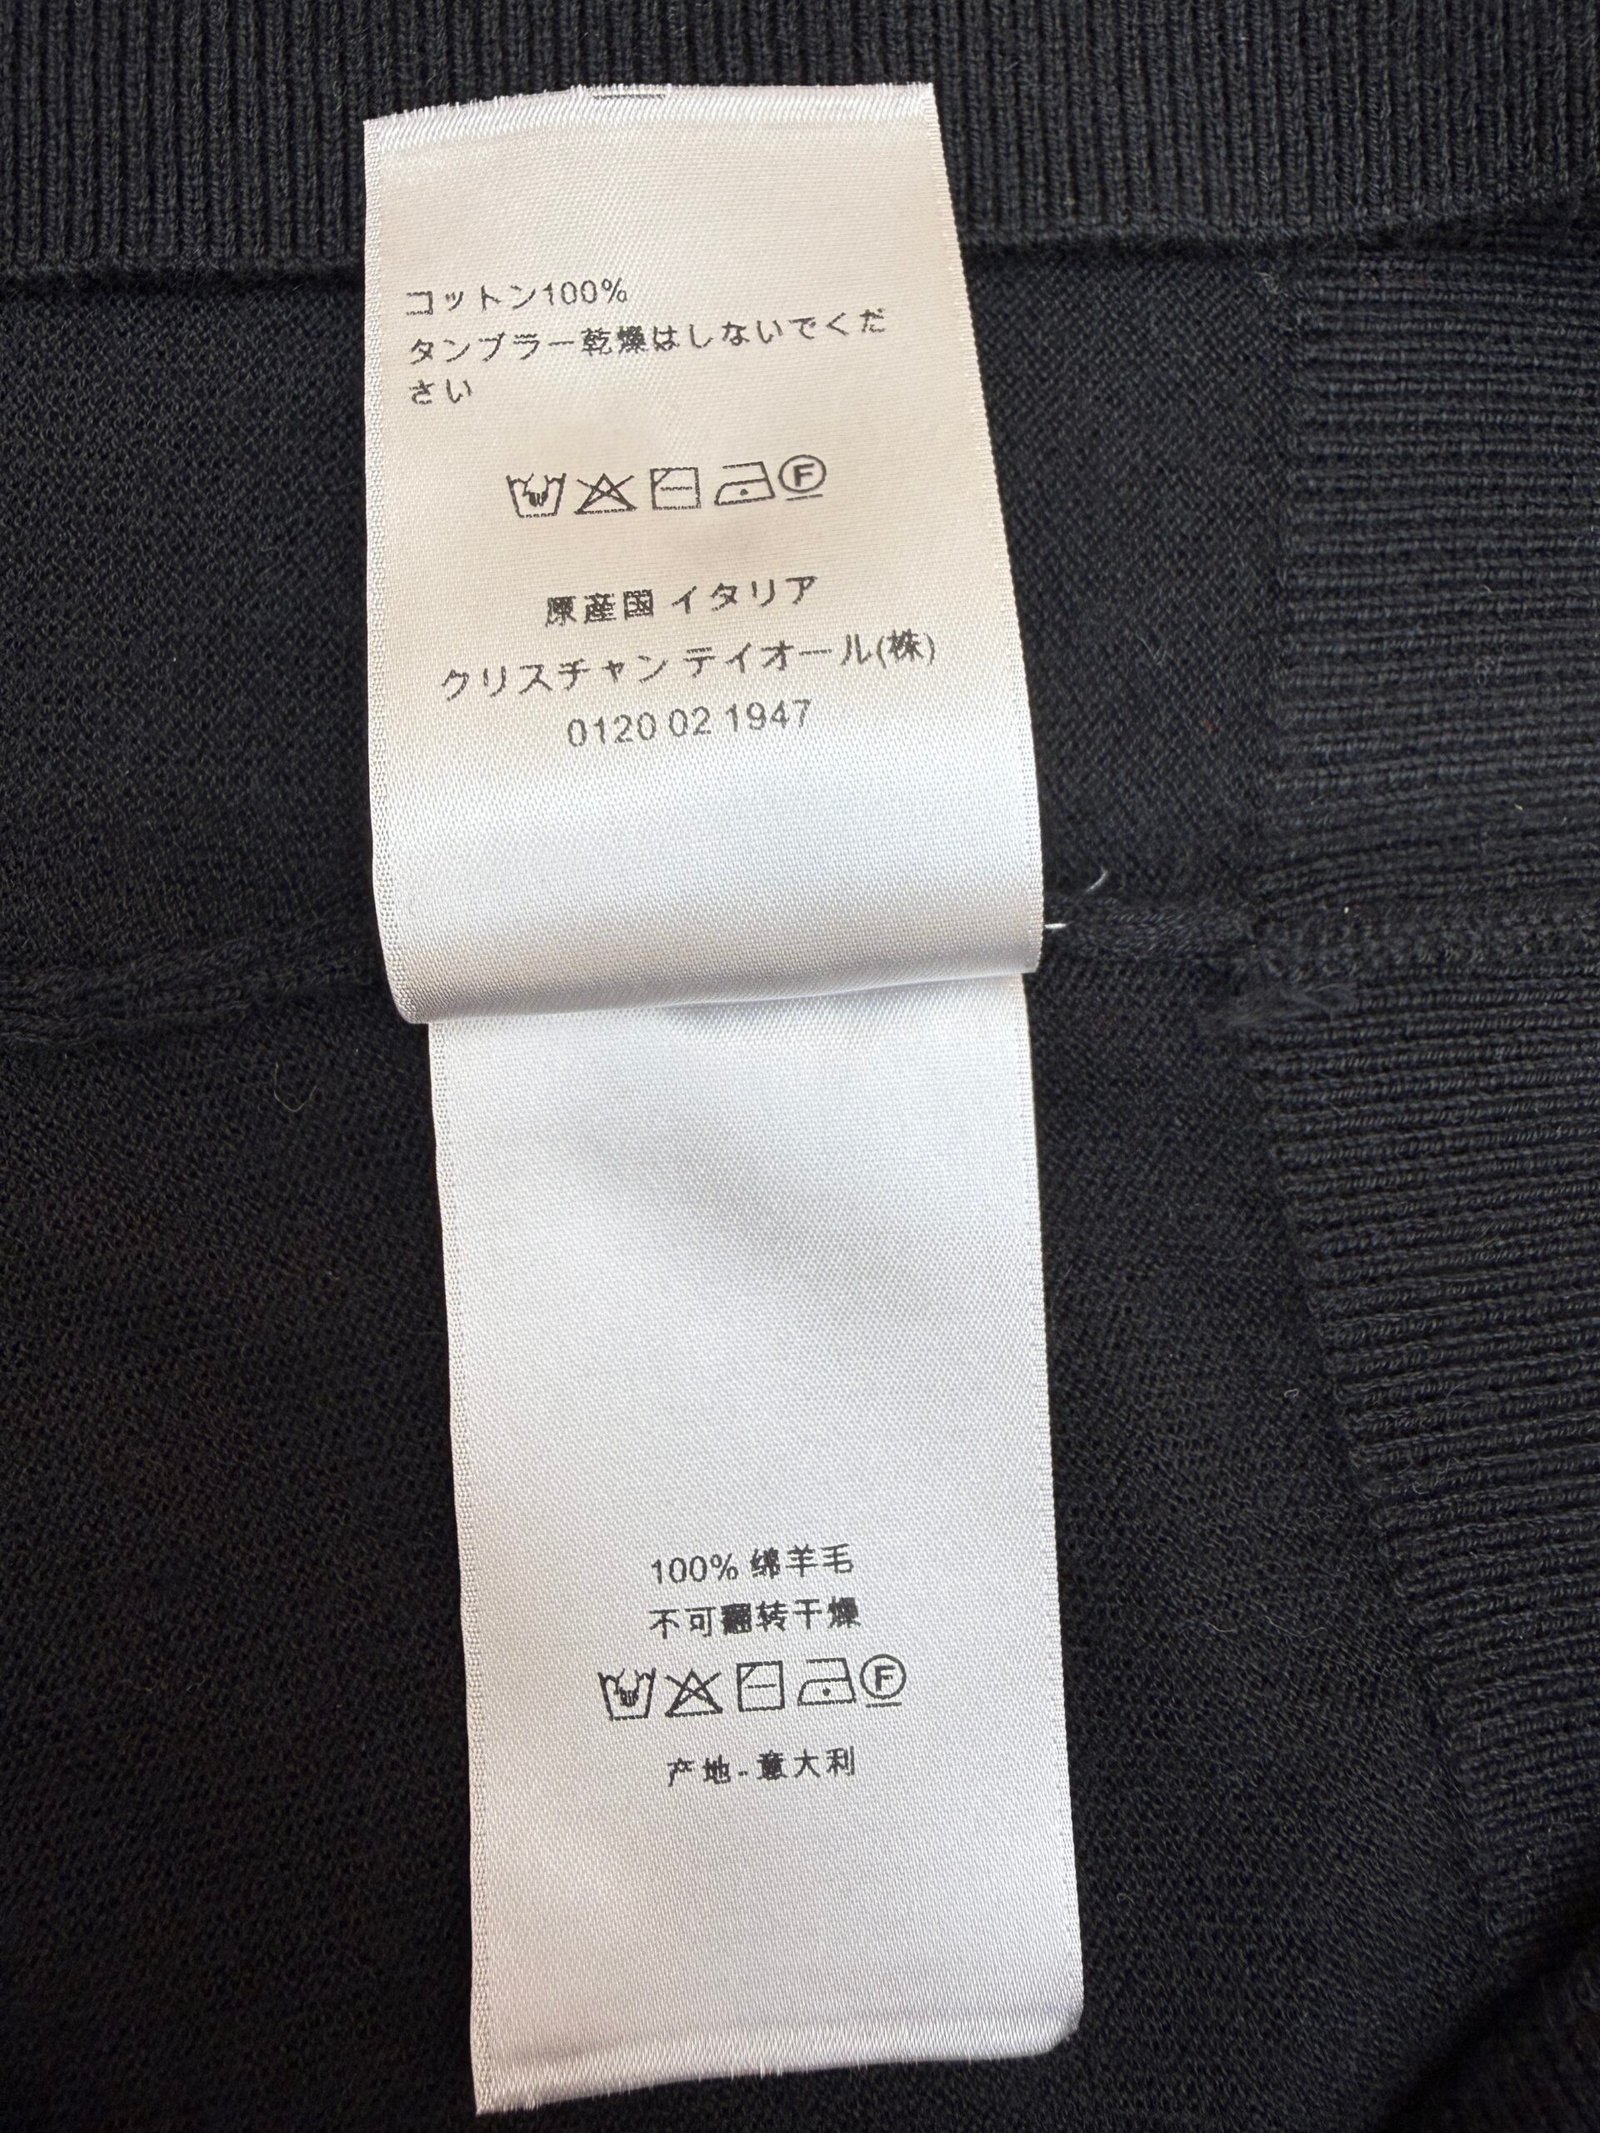 コットン100%
タンブラー乾燥はしないでくだ
さい
F
原産国 イタリア
クリスチャン テイオール(株)
0120 02 1947
100% 绵羊毛
不可翻转干燥
F
产地-意大利